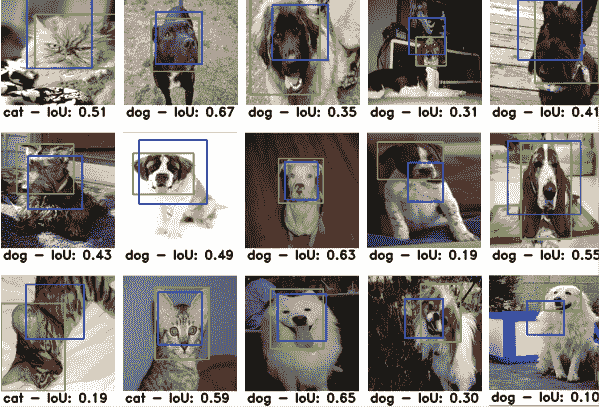 cat - IoU: 0.51
dog - IoU: 0.67
dog - IoU: 0.35
dog - IoU: 0.31
dog - IoU: 0.41
dog - IoU: 0.43
dog - IoU: 0.49
dog - IoU: 0.63
dog - IoU: 0.19
dog - IoU: 0.55
cat - IoU: 0.19
cat - IoU: 0.59
dog - IoU: 0.65
dog - IoU: 0.30
dog - IoU: 0.10